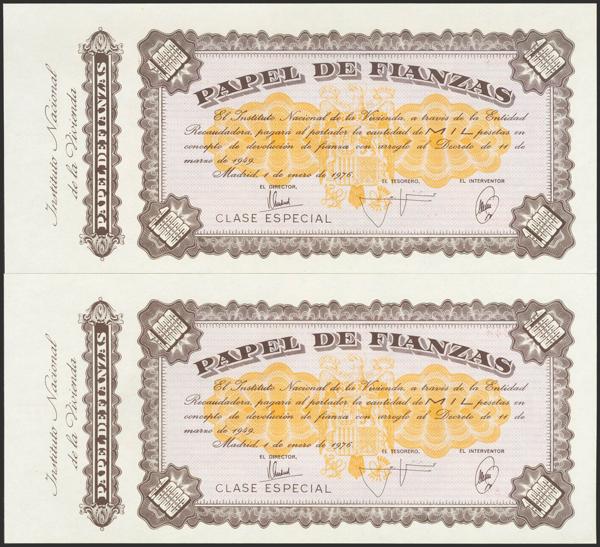 Instituto Nacional
de la Vivienda
PAPEL DE FIANZAS
PAPEL DE FIANZAS
El Instituto Nacional de la Vivienda, a través de la Entidad
Recaudadora, pagará al portador la cantidad de MIL pesetas en
concepto de devolución de fianza con arreglo al Decreto de 11 de
marzo de 1949.
Madrid, 1 de enero de 1976.
EL DIRECTOR,
EL TESORERO,
EL INTERVENTOR
CLASE ESPECIAL
Instituto Nacional
de la Vivienda
PAPEL DE FIANZAS
PAPEL DE FIANZAS
El Instituto Nacional de la Vivienda, a través de la Entidad
Recaudadora, pagará al portador la cantidad de MIL pesetas en
concepto de devolución de fianza con arreglo al Decreto de 11 de
marzo de 1949.
Madrid, 1 de enero de 1976.
EL DIRECTOR,
EL TESORERO,
EL INTERVENTOR
CLASE ESPECIAL